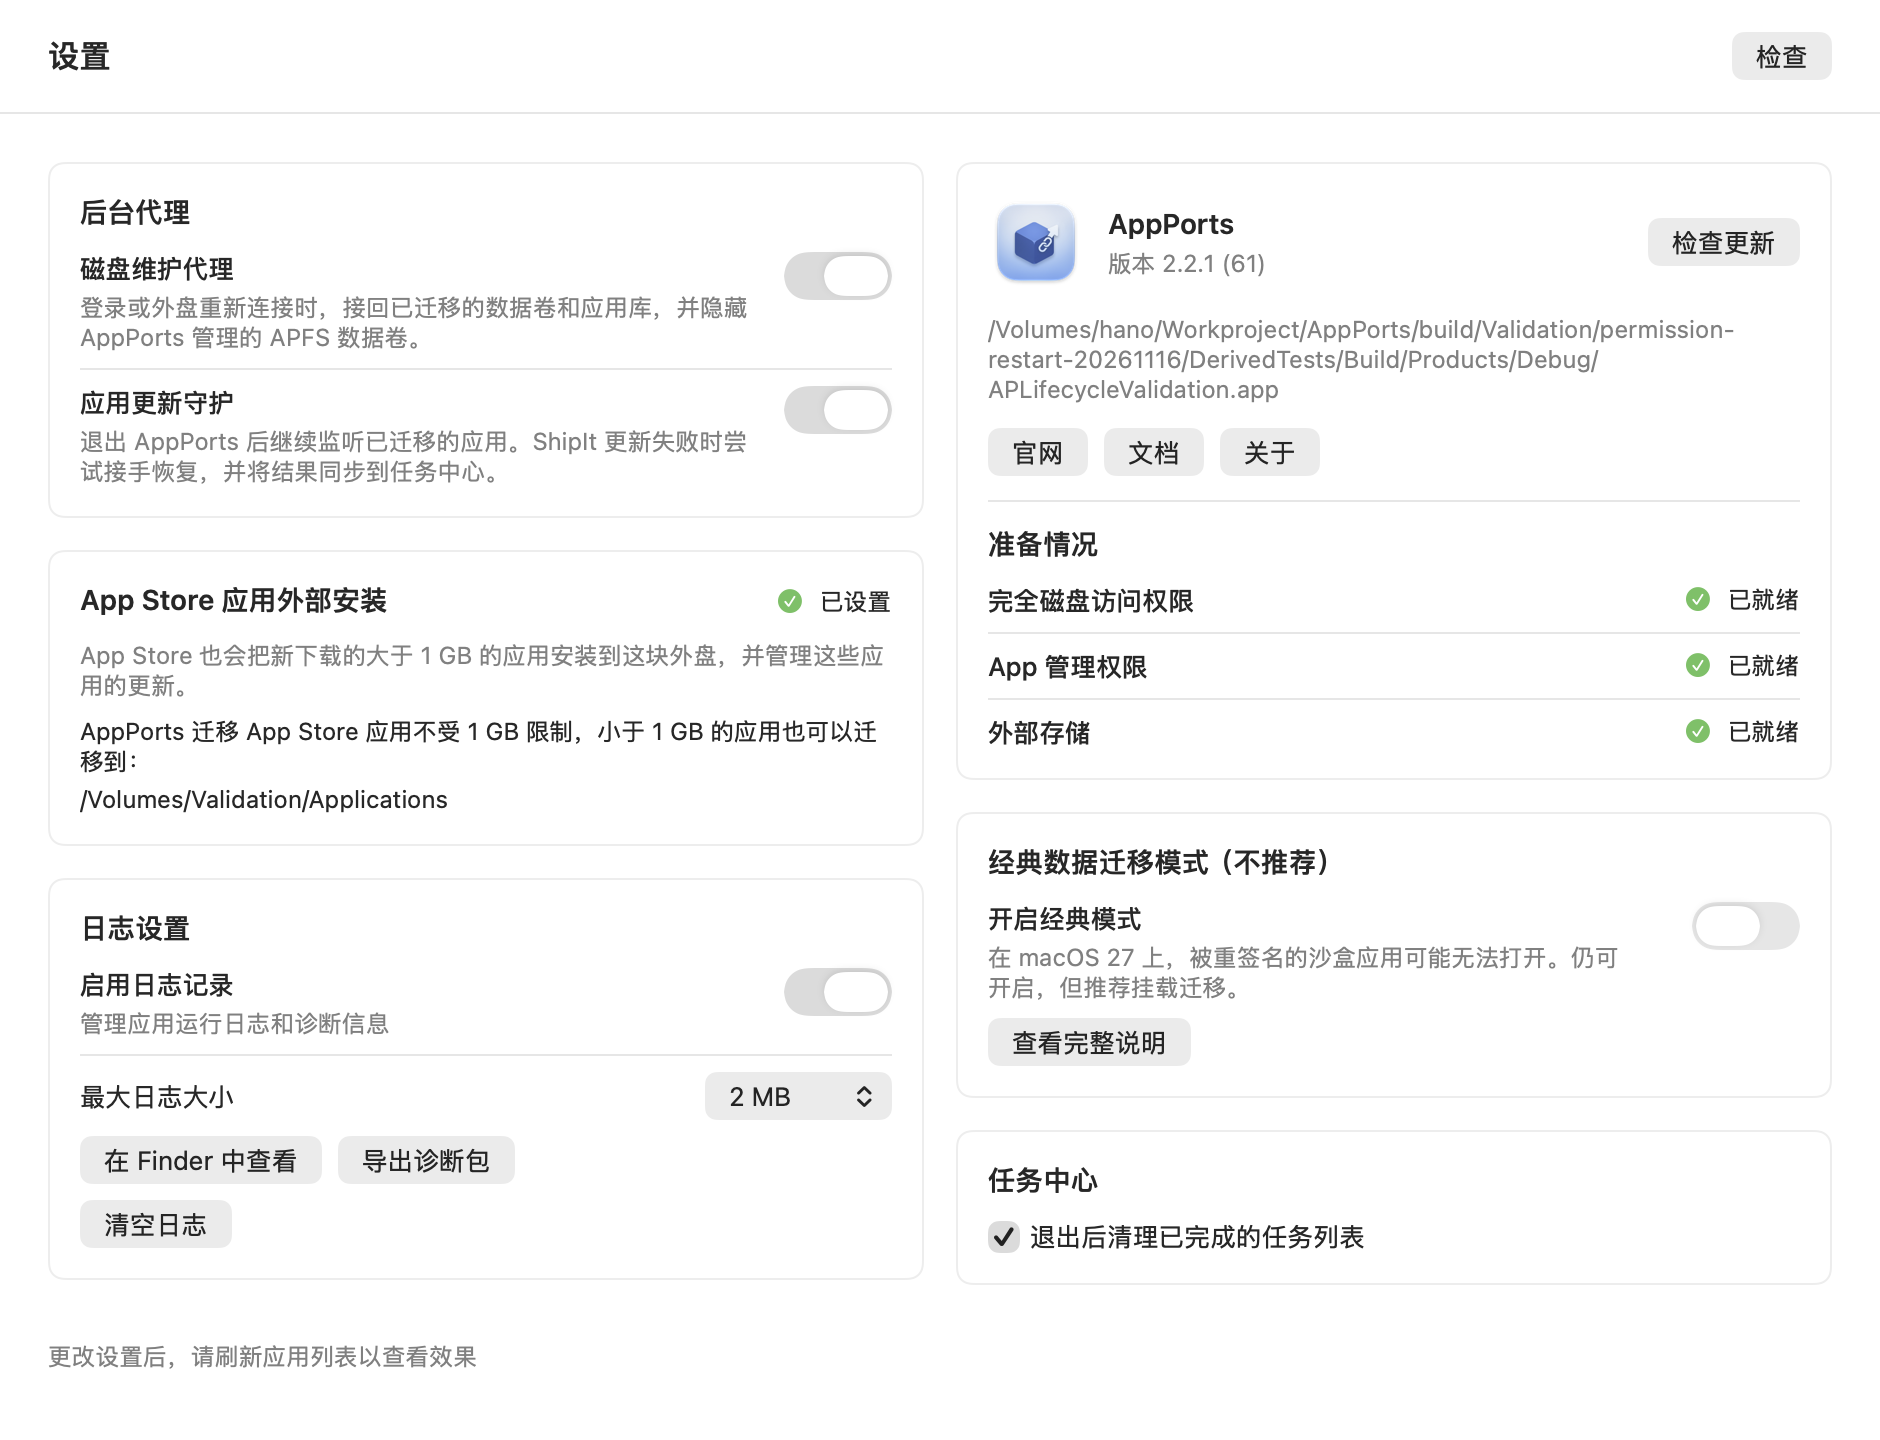 设置
检查
后台代理
磁盘维护代理
登录或外盘重新连接时，接回已迁移的数据卷和应用库，并隐藏
AppPorts 管理的 APFS 数据卷。
应用更新守护
退出 AppPorts 后继续监听已迁移的应用。ShipIt 更新失败时尝
试接手恢复，并将结果同步到任务中心。
App Store 应用外部安装
已设置
App Store 也会把新下载的大于 1 GB 的应用安装到这块外盘，并管理这些应
用的更新。
AppPorts 迁移 App Store 应用不受 1 GB 限制，小于 1 GB 的应用也可以迁
移到：
/Volumes/Validation/Applications
日志设置
启用日志记录
管理应用运行日志和诊断信息
最大日志大小
2 MB
在 Finder 中查看
导出诊断包
清空日志
AppPorts
版本 2.2.1 (61)
检查更新
/Volumes/hano/Workproject/AppPorts/build/Validation/permission-
restart-20261116/DerivedTests/Build/Products/Debug/
APLifecycleValidation.app
官网
文档
关于
准备情况
完全磁盘访问权限
已就绪
App 管理权限
已就绪
外部存储
已就绪
经典数据迁移模式（不推荐）
开启经典模式
在 macOS 27 上，被重签名的沙盒应用可能无法打开。仍可
开启，但推荐挂载迁移。
查看完整说明
任务中心
退出后清理已完成的任务列表
更改设置后，请刷新应用列表以查看效果